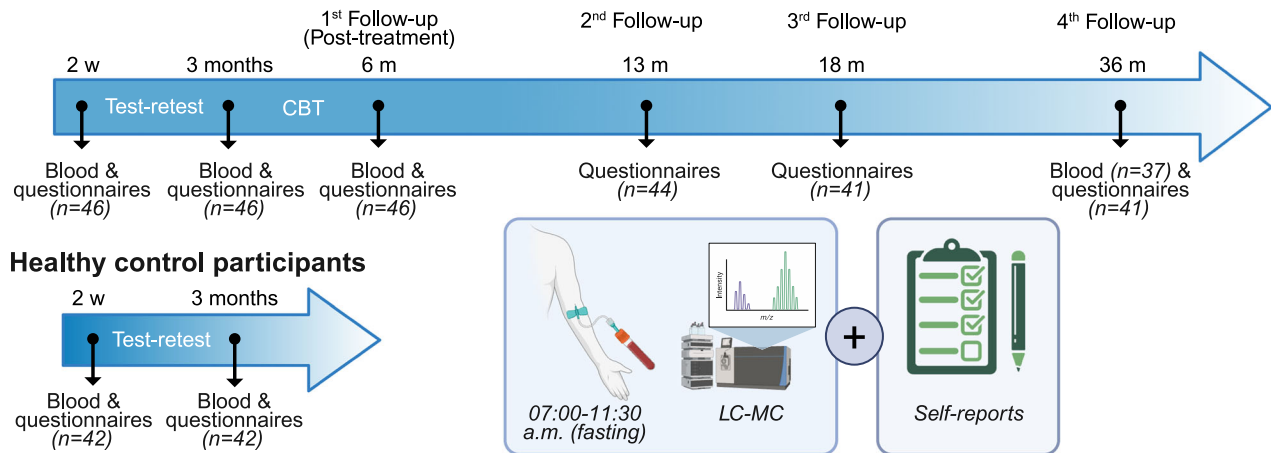 1st Follow-up
(Post-treatment)
2nd Follow-up
3rd Follow-up
4th Follow-up
2 w
3 months
6 m
13 m
18 m
36 m
Test-retest
CBT
Blood &
questionnaires
(n=46)
Blood &
questionnaires
(n=46)
Blood &
questionnaires
(n=46)
Questionnaires
(n=44)
Questionnaires
(n=41)
Blood (n=37) &
questionnaires
(n=41)
Healthy control participants
2 w
3 months
Test-retest
Blood &
questionnaires
(n=42)
Blood &
questionnaires
(n=42)
Intensity
m/z
+
07:00-11:30
a.m. (fasting)
LC-MC
Self-reports